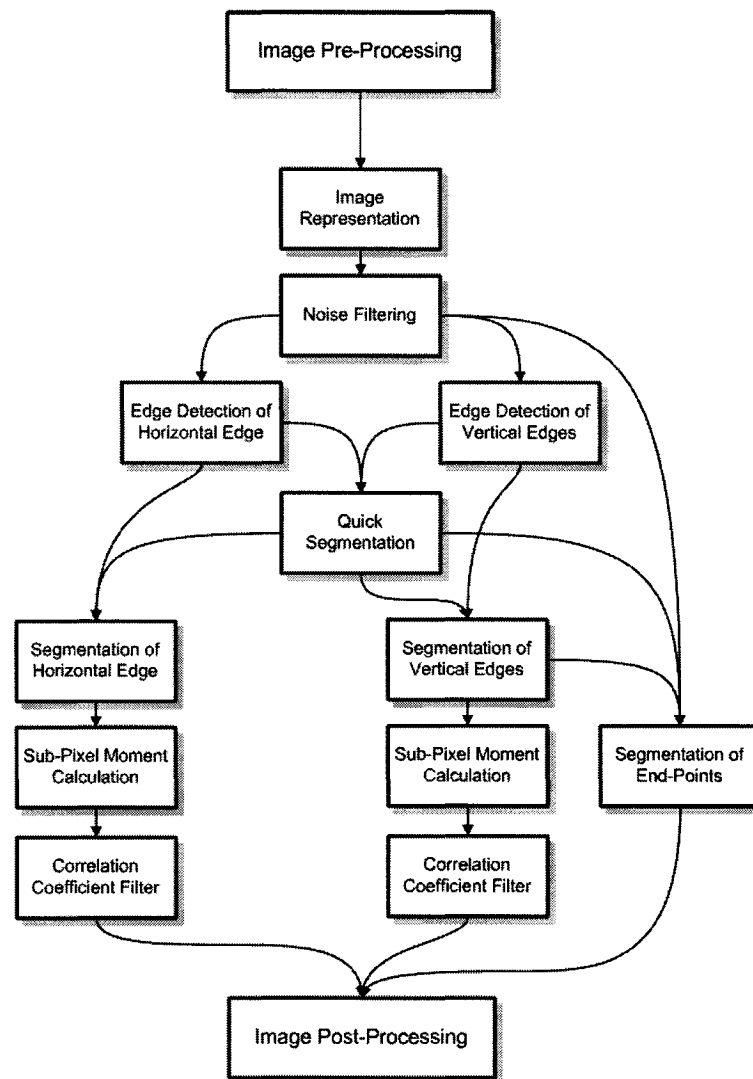 Image Pre-Processing
Image
Representation
Noise Filtering
Edge Detection of
Horizontal Edge
Edge Detection of
Vertical Edges
Quick
Segmentation
Segmentation of
Horizontal Edge
Segmentation of
Vertical Edges
Sub-Pixel Moment
Calculation
Sub-Pixel Moment
Calculation
Segmentation of
End-Points
Correlation
Coefficient Filter
Correlation
Coefficient Filter
Image Post-Processing